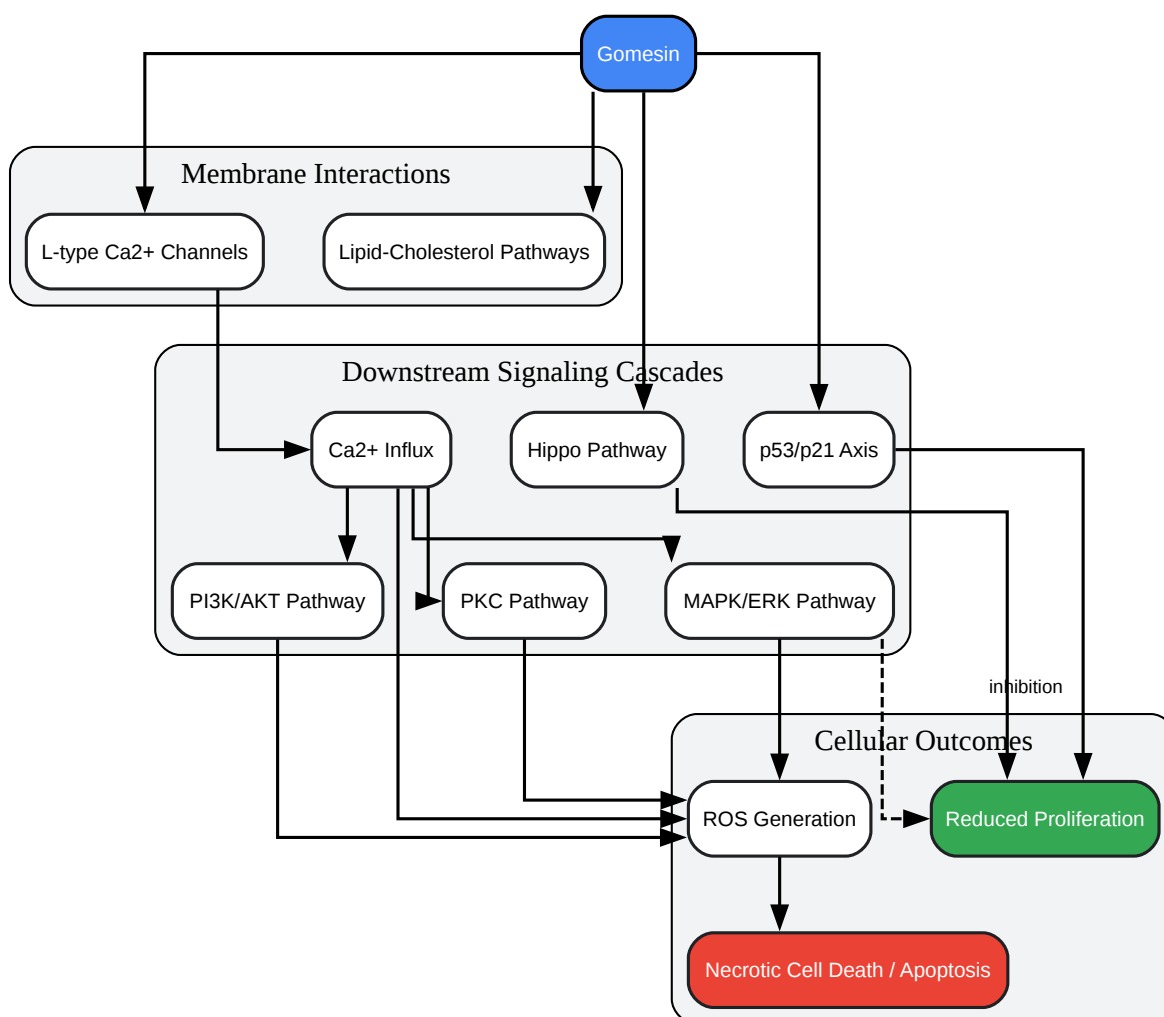 Gomesin
Membrane Interactions
L-type Ca2+ Channels
Lipid-Cholesterol Pathways
Downstream Signaling Cascades
Ca2+ Influx
Hippo Pathway
p53/p21 Axis
PI3K/AKT Pathway
PKC Pathway
MAPK/ERK Pathway
inhibition
Cellular Outcomes
ROS Generation
Reduced Proliferation
Necrotic Cell Death / Apoptosis